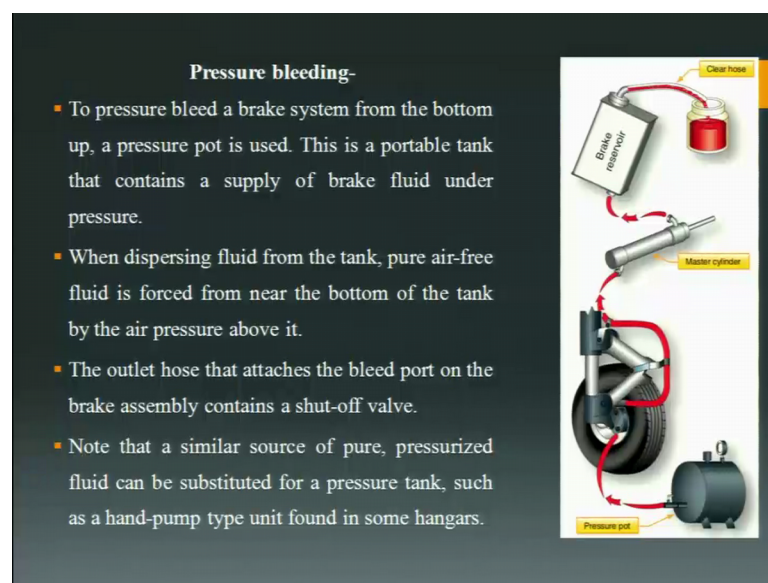 Pressure bleeding-
To pressure bleed a brake system from the bottom
up, a pressure pot is used. This is a portable tank
that contains a supply of brake fluid under
pressure.
When dispersing fluid from the tank, pure air-free
fluid is forced from near the bottom of the tank
by the air pressure above it.
The outlet hose that attaches the bleed port on the
brake assembly contains a shut-off valve.
Note that a similar source of pure, pressurized
fluid can be substituted for a pressure tank, such
as a hand-pump type unit found in some hangars.
Clear hose
Brake
reservoir
Master cylinder
Pressure pot